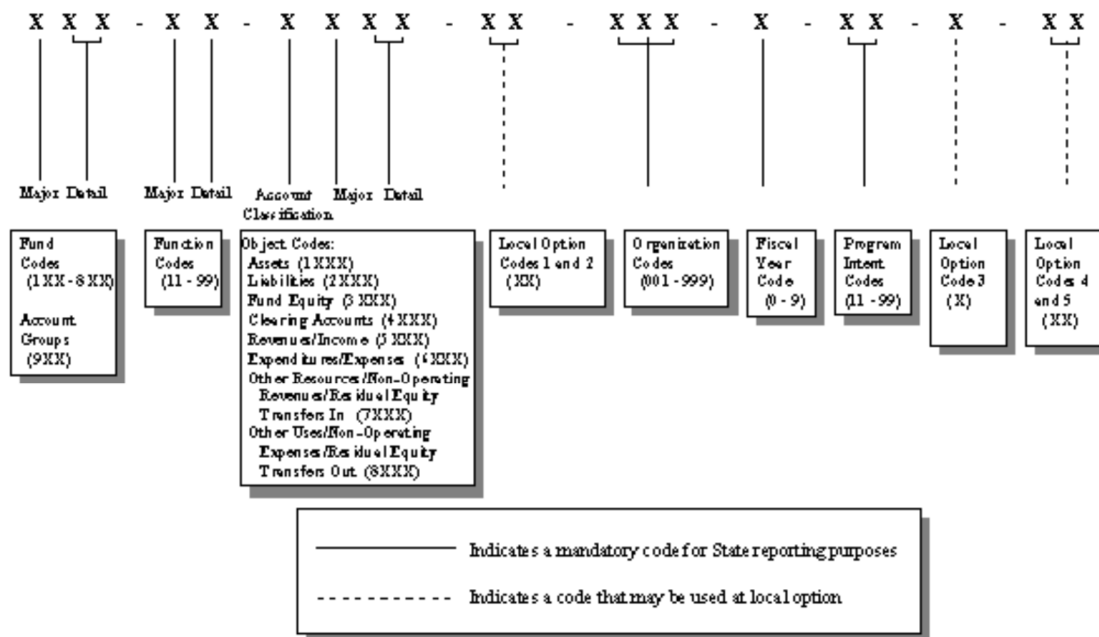 X X X - X X - X X X X - X X - X X X - X - X X - X - X X
Major Detail
Major Detail
Account
Classification
Major Detail
Fund
Codes
(1XX - 8XX)
Account
Groups
(9XX)
Function
Codes
(11 - 99)
Object Codes:
Assets (1XXX)
Liabilities (2XXX)
Fund Equity (3XXX)
Clearing Accounts (4XXX)
Revenues/Income (5XXX)
Expenditures/Expenses (6XXX)
Other Resources/Non-Operating
Revenues/Residual Equity
Transfers In (7XXX)
Other Uses/Non-Operating
Expenses/Residual Equity
Transfers Out (8XXX)
Local Option
Codes 1 and 2
(XX)
Organization
Codes
(001 - 999)
Fiscal
Year
Code
(0 - 9)
Program
Intent
Codes
(11 - 99)
Local
Option
Code 3
(X)
Local
Option
Codes 4
and 5
(XX)
Indicates a mandatory code for State reporting purposes
Indicates a code that may be used at local option